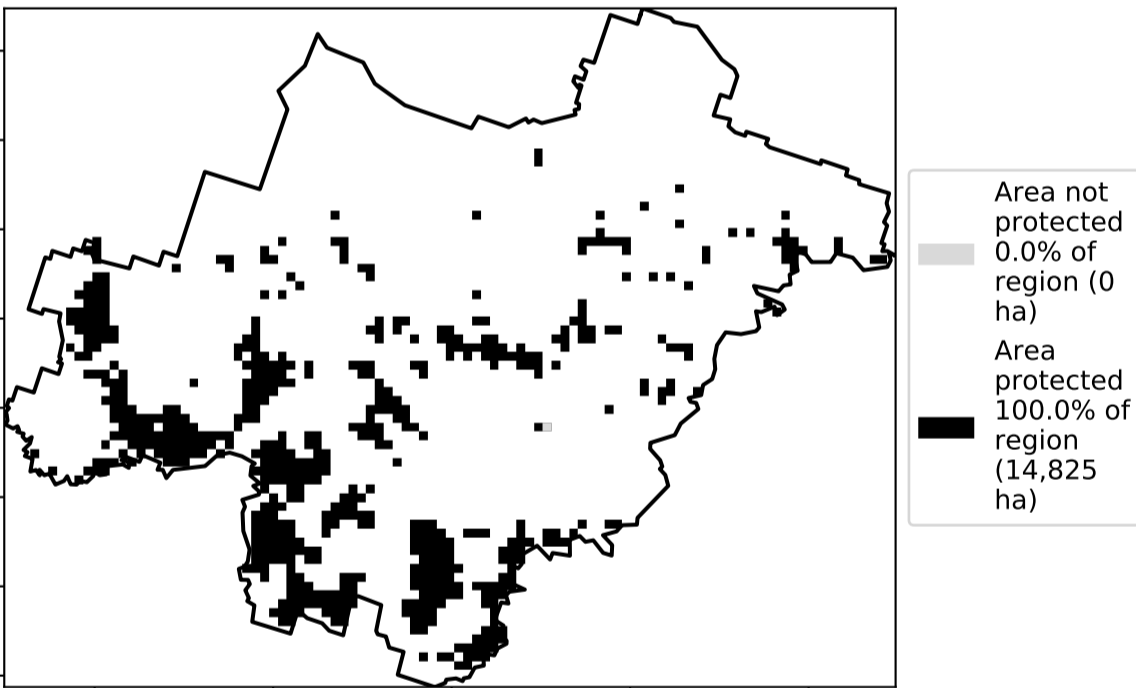 Area not
protected
0.0% of
region (0
ha)
Area
protected
100.0% of
region
(14,825
ha)